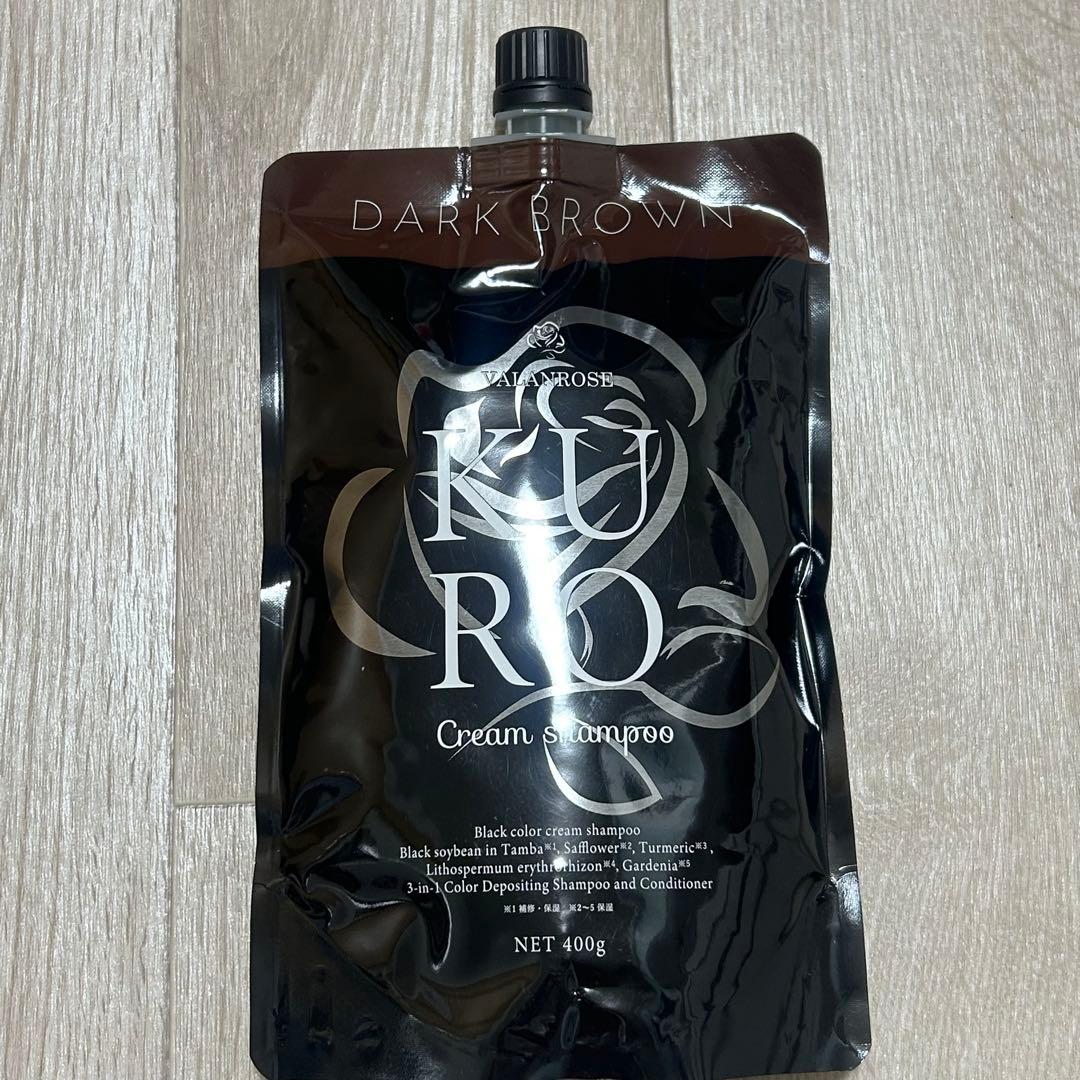 DARK BROWN
VALANROSE
KU
RO
Cream shampoo
Black color cream shampoo
Black soybean in Tamba※1, Safflower※2, Turmeric※3,
Lithospermum erythrorhizon※4, Gardenia※5
3-in-1 Color Depositing Shampoo and Conditioner
※1 補修・保湿 ※2～5 保湿
NET 400g